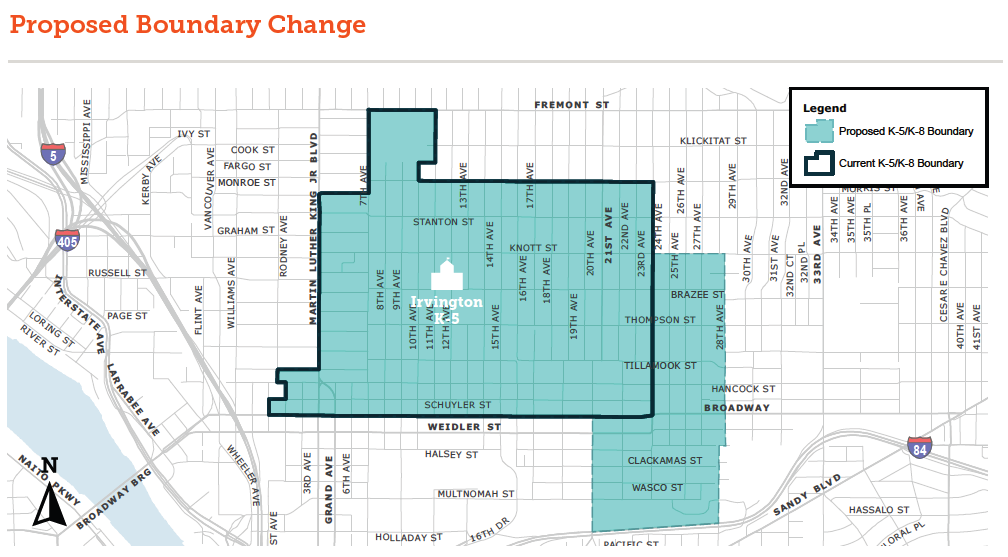 Proposed Boundary Change
FREMONT ST
Legend
Proposed K-5/K-8 Boundary
Current K-5/K-8 Boundary
5
MISSISSIPPI AVE
IVY ST
KERBY AVE
VANCOUVER AVE
COOK ST
FARGO ST
MONROE ST
GRAHAM ST
RODNEY AVE
MARTIN LUTHER KING JR BLVD
7TH AVE
13TH AVE
17TH AVE
KLICKITAT ST
26TH AVE
29TH AVE
32ND AVE
MORRIS ST
405
STANTON ST
14TH AVE
KNOTT ST
20TH AVE
21ST AVE
22ND AVE
23RD AVE
24TH AVE
25TH AVE
27TH AVE
30TH AVE
31ST AVE
32ND CT
32ND PL
33RD AVE
34TH AVE
35TH AVE
35TH PL
36TH AVE
AVE
CESAR E CHAVEZ BLVD
RUSSELL ST
INTERSTATE AVE
LORING ST
RIVER ST
PAGE ST
FLINT AVE
WILLIAMS AVE
8TH AVE
9TH AVE
10TH AVE
11TH AVE
12TH AVE
Irvington
K-5
15TH AVE
16TH AVE
18TH AVE
19TH AVE
BRAZEE ST
THOMPSON ST
28TH AVE
40TH AVE
41ST AVE
TILLAMOOK ST
LARRABEE AVE
HANCOCK ST
SCHUYLER ST
BROADWAY
WEIDLER ST
84
N
NAITO PKWY
BROADWAY BRG
WHEELER AVE
3RD AVE
GRAND AVE
6TH AVE
HALSEY ST
CLACKAMAS ST
WASCO ST
MULTNOMAH ST
SANDY BLVD
HASSALO ST
ST AVE
HOLLADAY ST
16TH DR
PACIFIC ST
LORAL PL